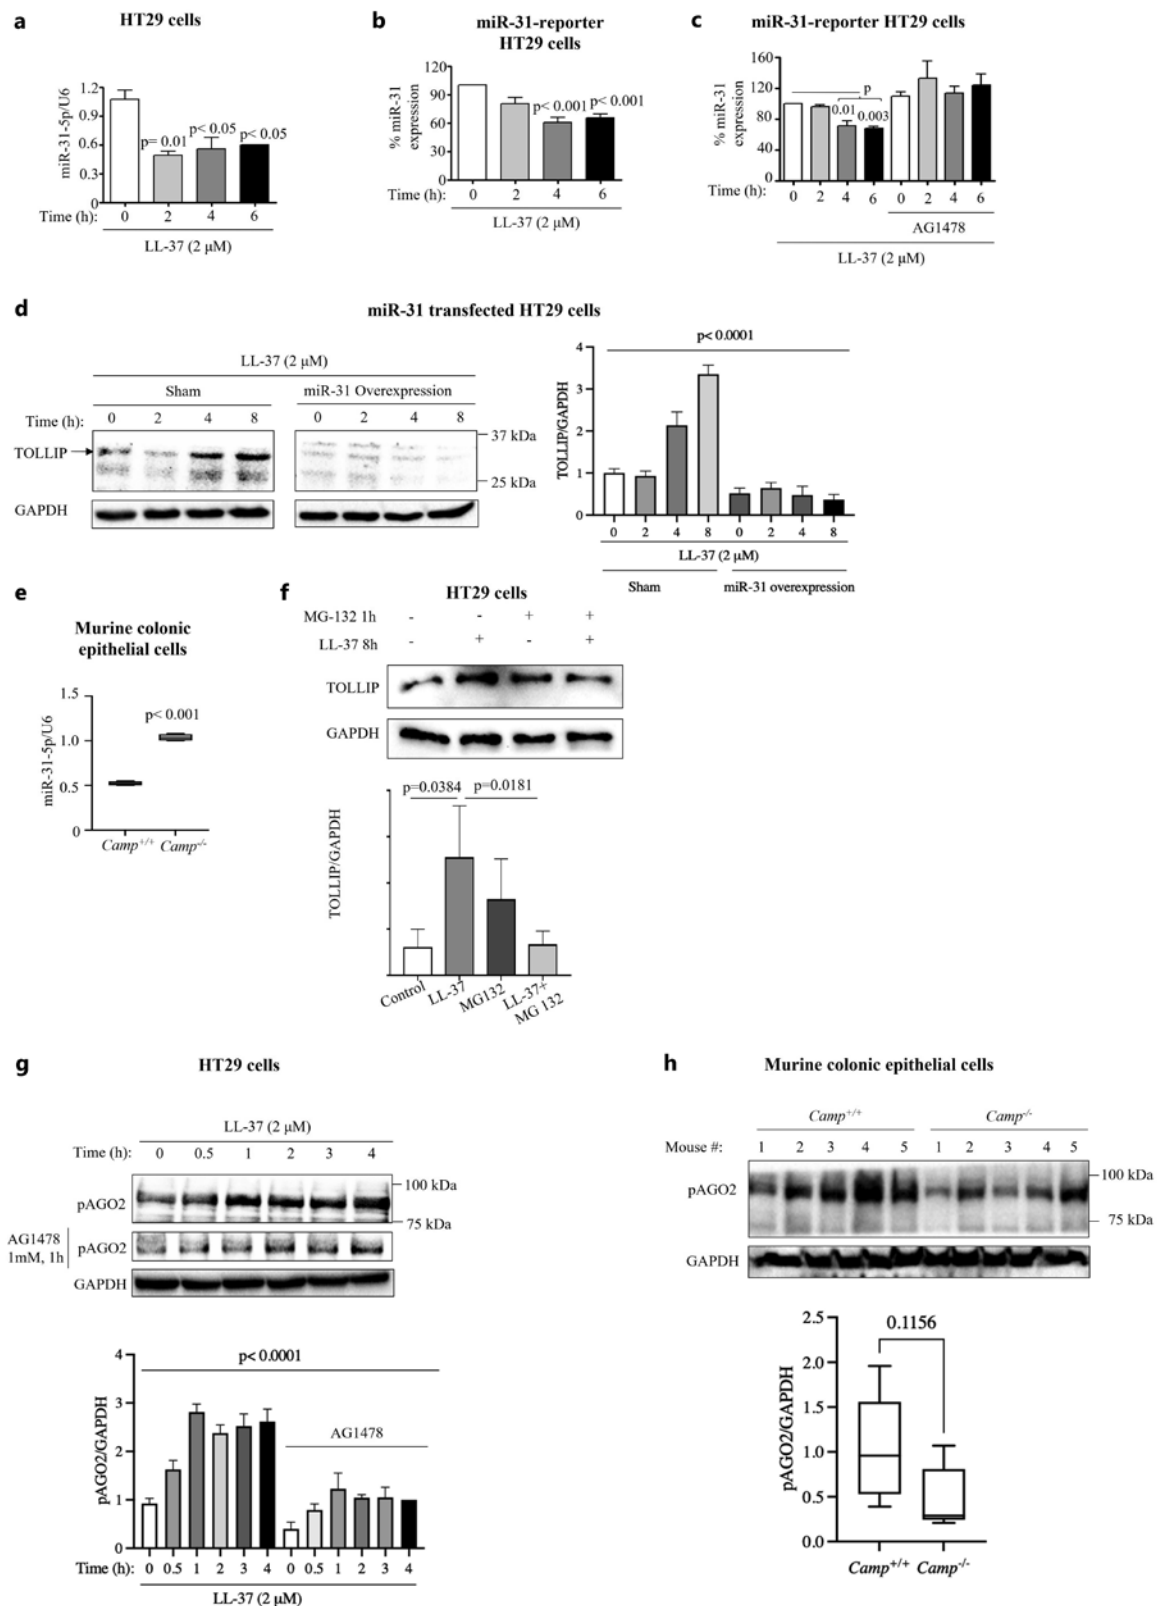 a
HT29 cells
1.2
0.9
0.6
0.3
0
miR-31-5p/U6
p= 0.01
p< 0.05
p< 0.05
Time (h):
0 2 4 6
LL-37 (2 μM)
b
miR-31-reporter
HT29 cells
120
90
60
30
0
% miR-31
expression
p< 0.001
p< 0.001
Time (h):
0 2 4 6
LL-37 (2 μM)
c
miR-31-reporter HT29 cells
160
120
80
40
0
% miR-31
expression
p
0.01
0.003
Time (h):
0 2 4 6 0 2 4 6
AG1478
LL-37 (2 μM)
d
miR-31 transfected HT29 cells
LL-37 (2 μM)
Sham
miR-31 Overexpression
Time (h): 0 2 4 8 0 2 4 8
37 kDa
TOLLIP
25 kDa
GAPDH
p< 0.0001
4
3
2
1
0
TOLLIP/GAPDH
0 2 4 8 0 2 4 8
LL-37 (2 μM)
Sham
miR-31 overexpression
e
Murine colonic
epithelial cells
1.5
1.0
0.5
0
miR-31-5p/U6
p< 0.001
Camp+/+ Camp-/-
f
HT29 cells
MG-132 1h - - + +
LL-37 8h - + - +
TOLLIP
GAPDH
p=0.0384
p=0.0181
TOLLIP/GAPDH
Control
LL-37
MG132
LL-37+
MG 132
g
HT29 cells
LL-37 (2 μM)
Time (h): 0 0.5 1 2 3 4
100 kDa
pAGO2
75 kDa
AG1478
1mM, 1h
pAGO2
GAPDH
4
3
2
1
0
pAGO2/GAPDH
p< 0.0001
AG1478
Time (h): 0 0.5 1 2 3 4 0 0.5 1 2 3 4
LL-37 (2 μM)
h
Murine colonic epithelial cells
Camp+/+
Camp-/-
Mouse #: 1 2 3 4 5 1 2 3 4 5
100 kDa
pAGO2
75 kDa
GAPDH
2.5
2.0
1.5
1.0
0.5
0.0
pAGO2/GAPDH
0.1156
Camp+/+ Camp-/-